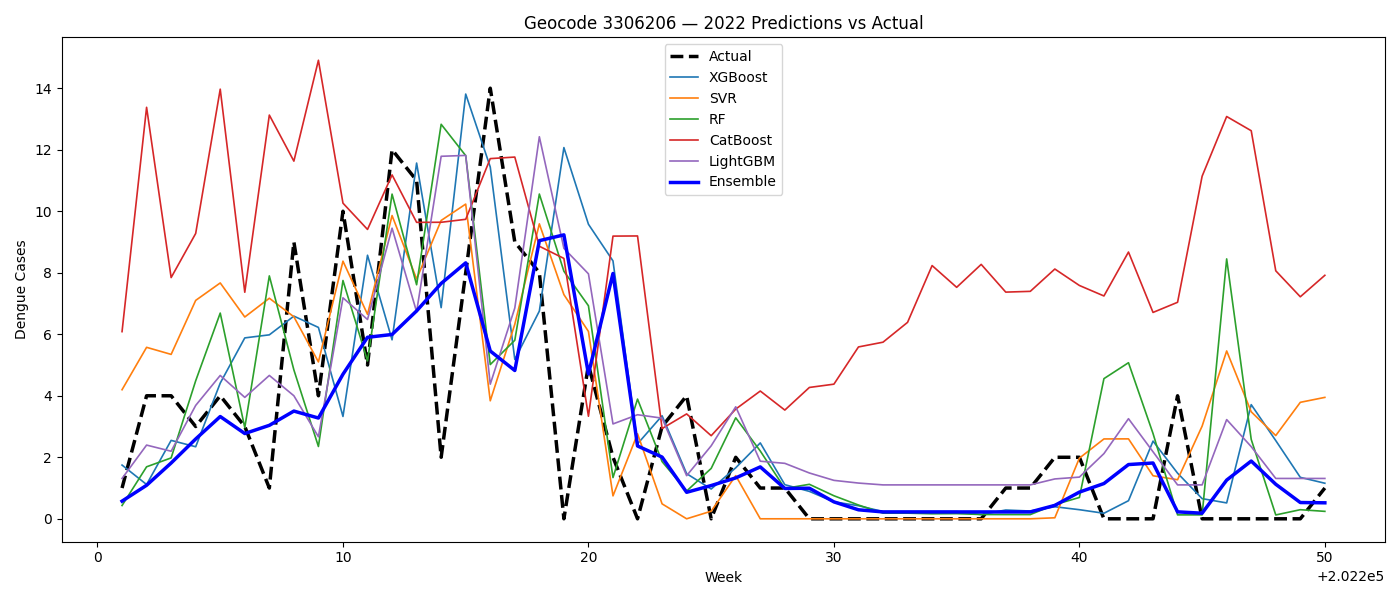 Geocode 3306206 — 2022 Predictions vs Actual
Dengue Cases
14
12
10
8
6
4
2
0
Actual
XGBoost
SVR
RF
CatBoost
LightGBM
Ensemble
0 10 20 30 40 50
Week
+2.022e5